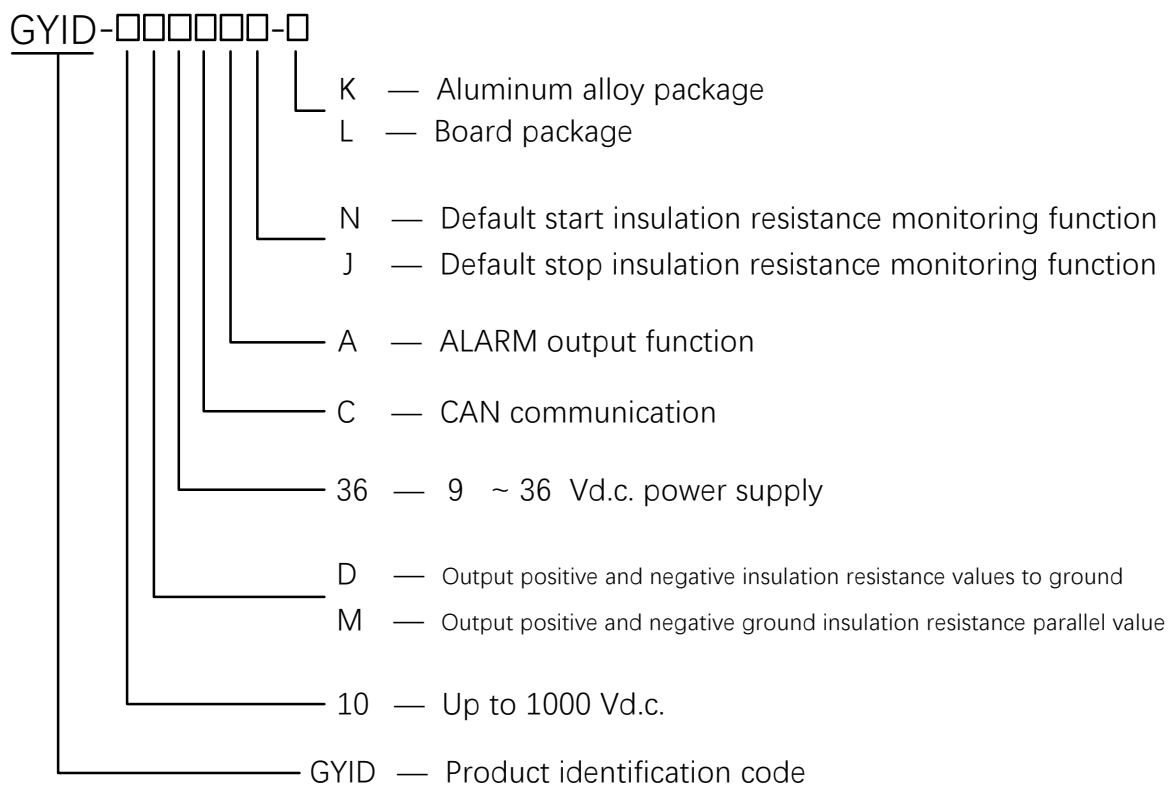 GYID-□□□□□□-□
K — Aluminum alloy package
L — Board package
N — Default start insulation resistance monitoring function
J — Default stop insulation resistance monitoring function
A — ALARM output function
C — CAN communication
36 — 9 ~ 36 Vd.c. power supply
D — Output positive and negative insulation resistance values to ground
M — Output positive and negative ground insulation resistance parallel value
10 — Up to 1000 Vd.c.
GYID — Product identification code